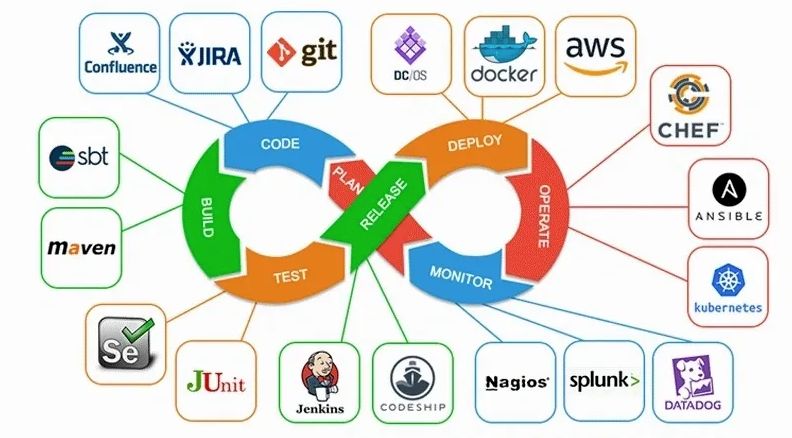 Confluence
JIRA
git
DC/OS
docker
aws
CHEF
sbt
CODE
PLAN
RELEASE
DEPLOY
OPERATE
ANSIBLE
maven
BUILD
TEST
MONITOR
kubernetes
Se
JUnit
Jenkins
CODESHIP
Nagios®
splunk>
DATADOG